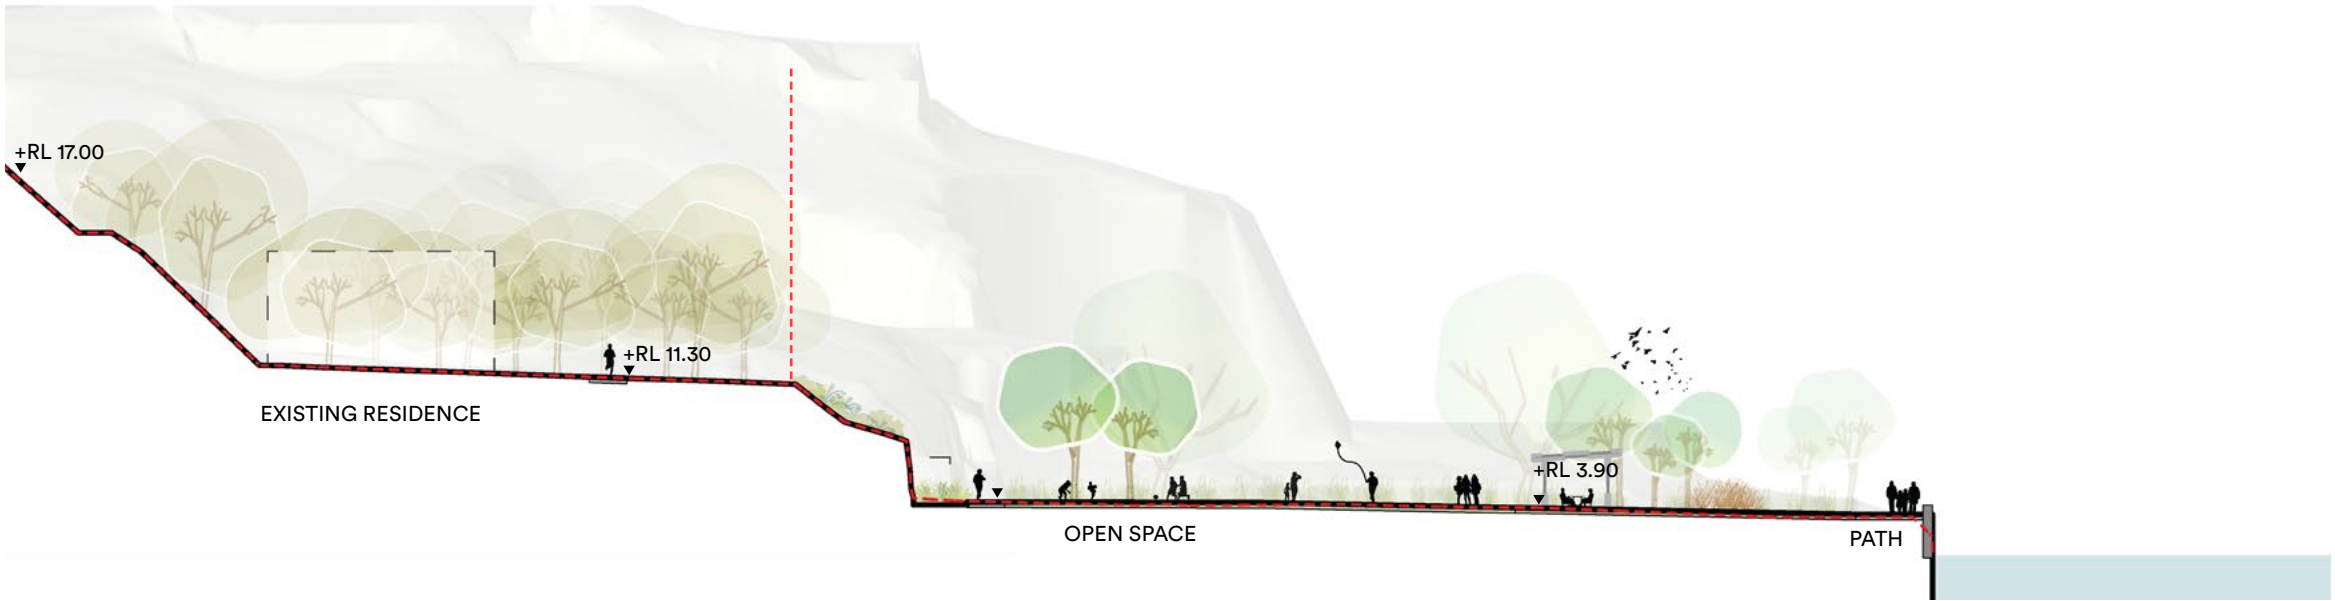 +RL 17.00
+RL 11.30
EXISTING RESIDENCE
+RL 3.90
OPEN SPACE
PATH